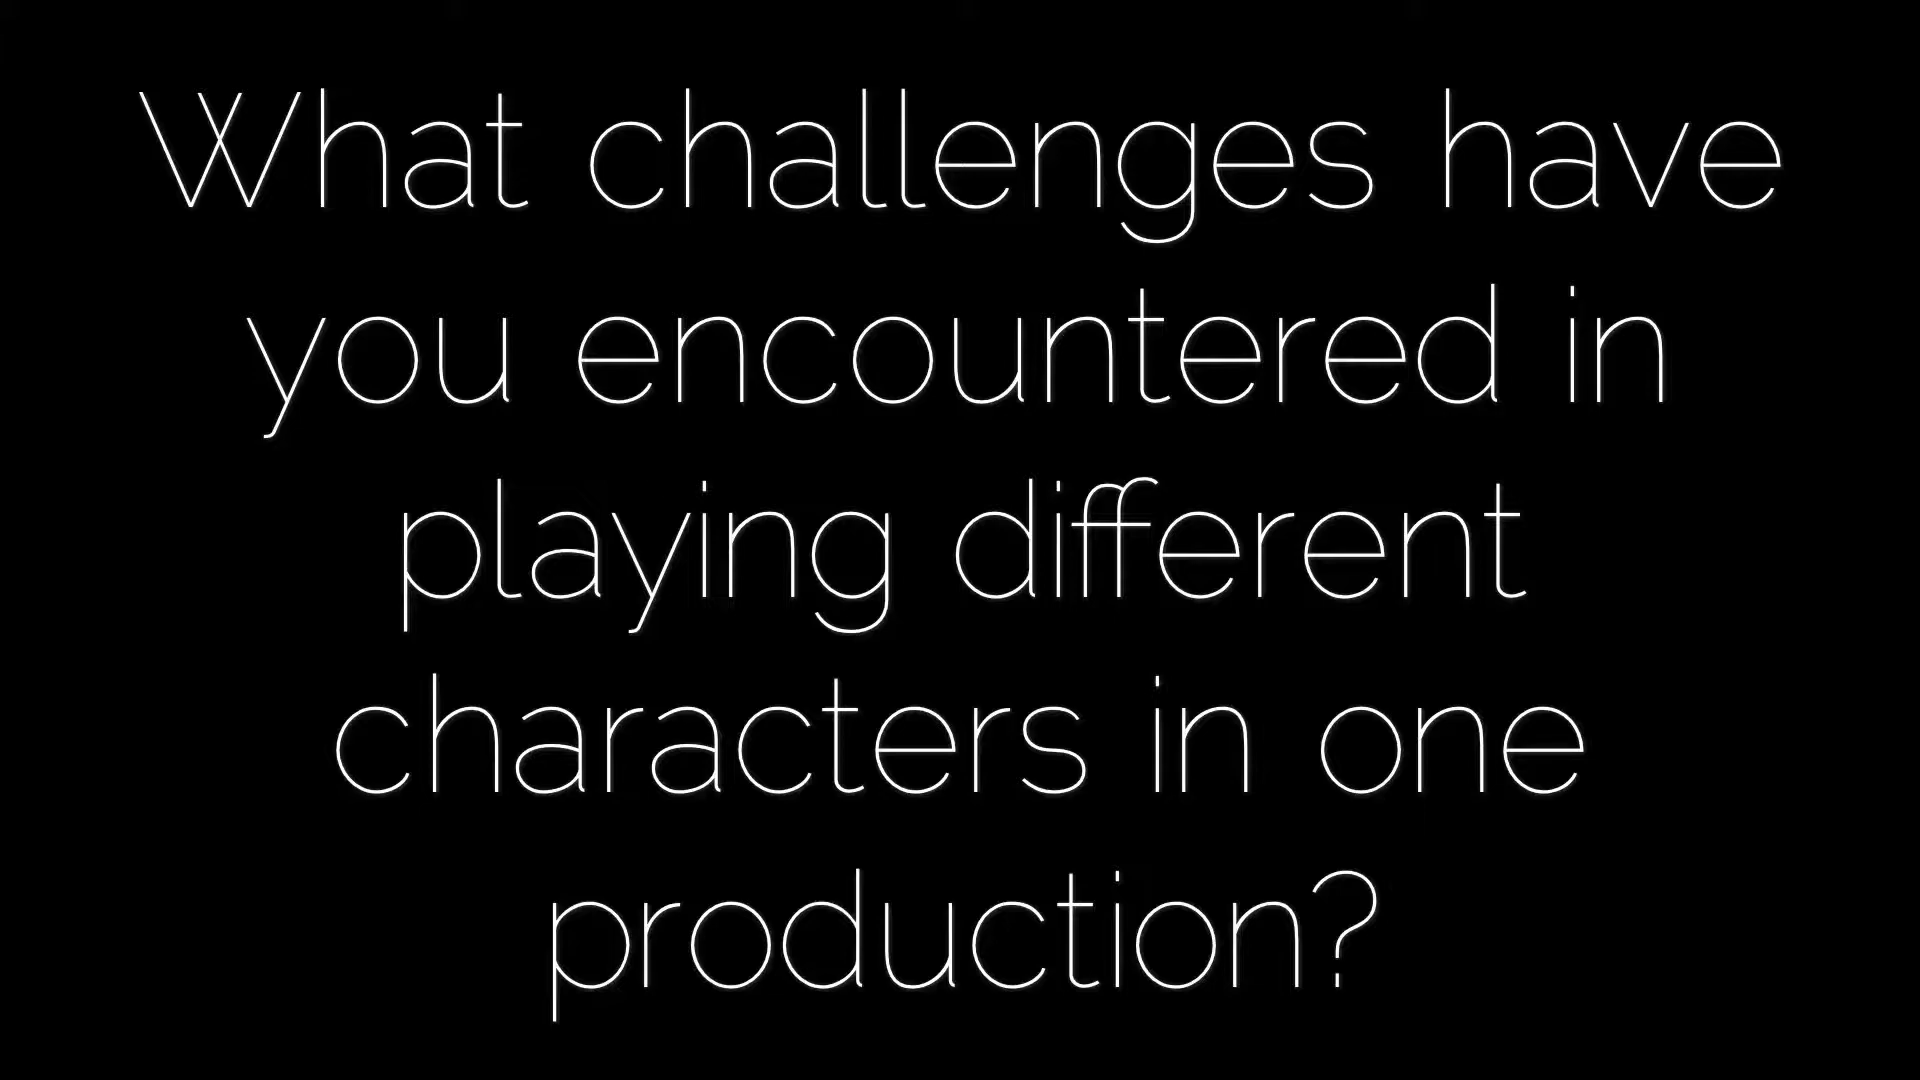 What challenges have
you encountered in
playing different
characters in one
production?